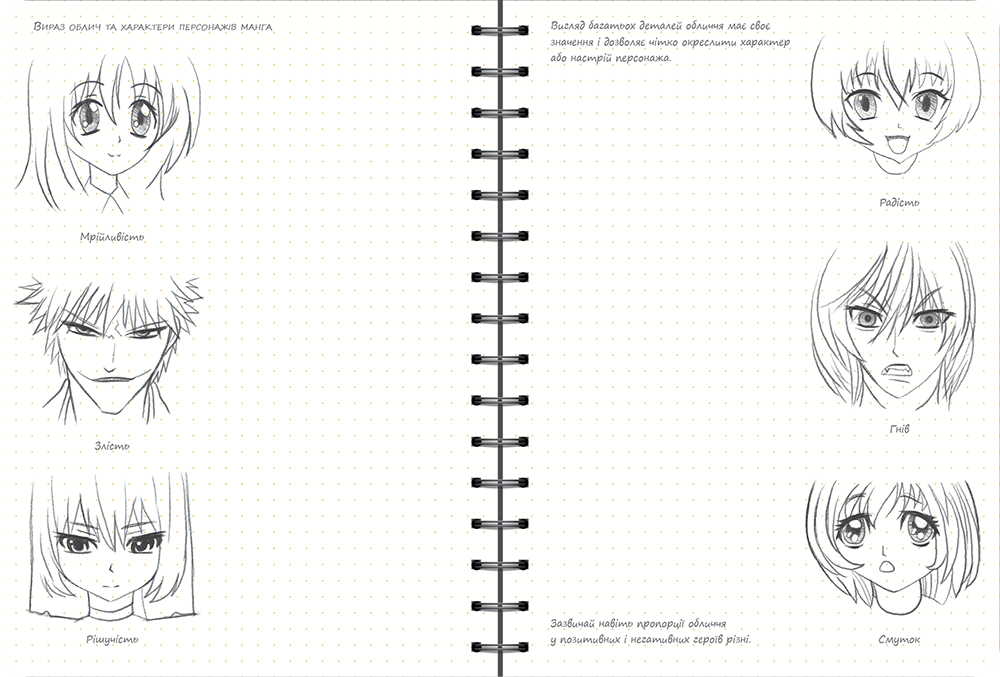 Вираз облич та характери персонажів манга
Мрійливість
Злість
Рішучість
Вигляд багатьох деталей обличчя має своє
значення і дозволяє чітко окреслити характер
або настрій персонажа.
Радість
Гнів
Зазвичай навіть пропорції обличчя
у позитивних і негативних героїв різні.
Смуток